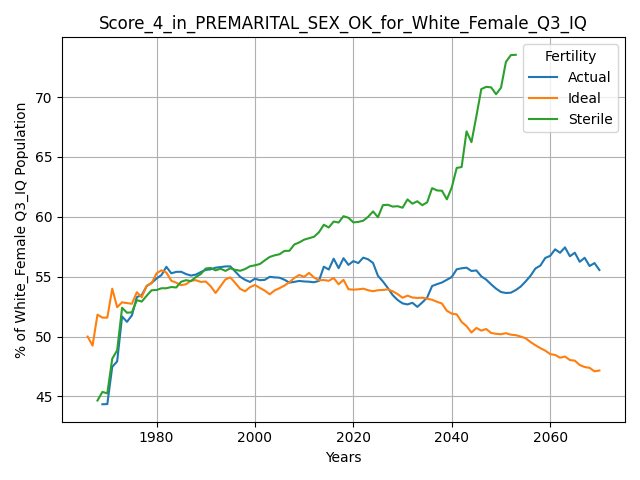 Score_4_in_PREMARITAL_SEX_OK_for_White_Female_Q3_IQ
% of White_Female Q3_IQ Population
70
65
60
55
50
45
Fertility
Actual
Ideal
Sterile
1980
2000
2020
2040
2060
Years